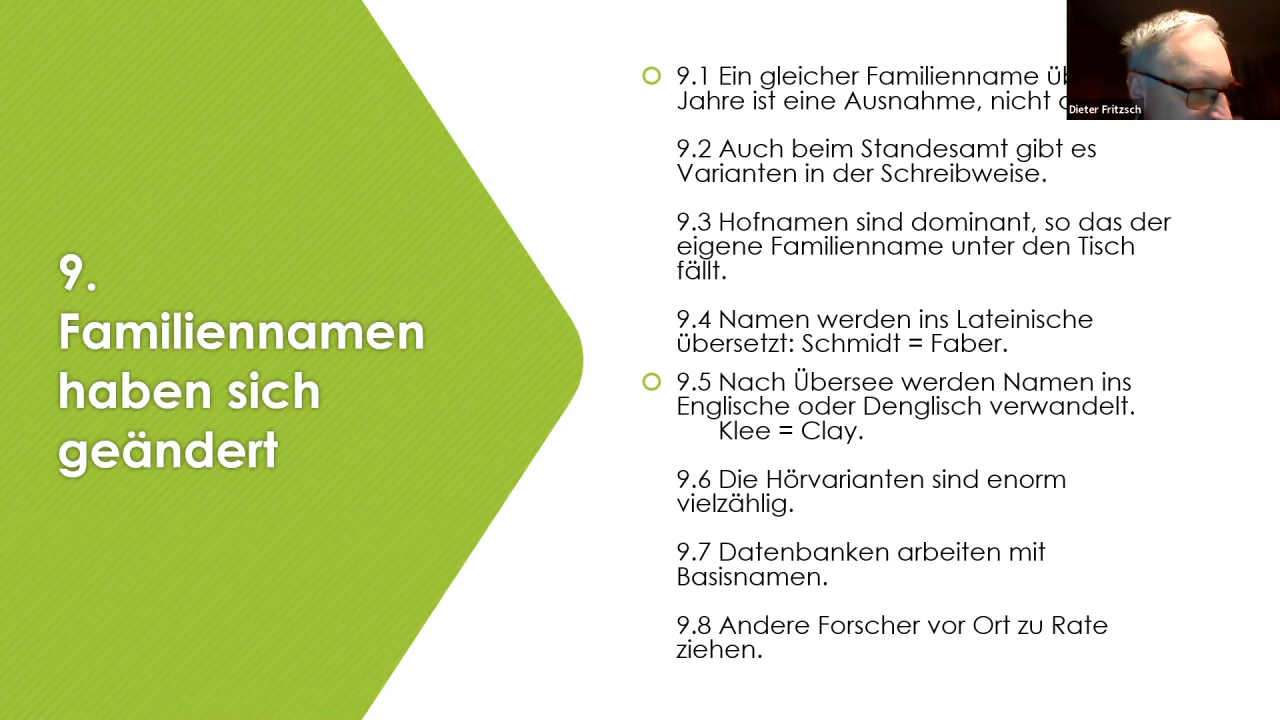 9.
Familiennamen
haben sich
geändert
9.1 Ein gleicher Familienname
Jahre ist eine Ausnahme, nicht
9.2 Auch beim Standesamt gibt es
Varianten in der Schreibweise.
9.3 Hofnamen sind dominant, so das der
eigene Familienname unter den Tisch
fällt.
9.4 Namen werden ins Lateinische
übersetzt: Schmidt = Faber.
9.5 Nach Übersee werden Namen ins
Englische oder Denglisch verwandelt.
Klee = Clay.
9.6 Die Hörvarianten sind enorm
vielzählig.
9.7 Datenbanken arbeiten mit
Basisnamen.
9.8 Andere Forscher vor Ort zu Rate
ziehen.
Dieter Fritzsch